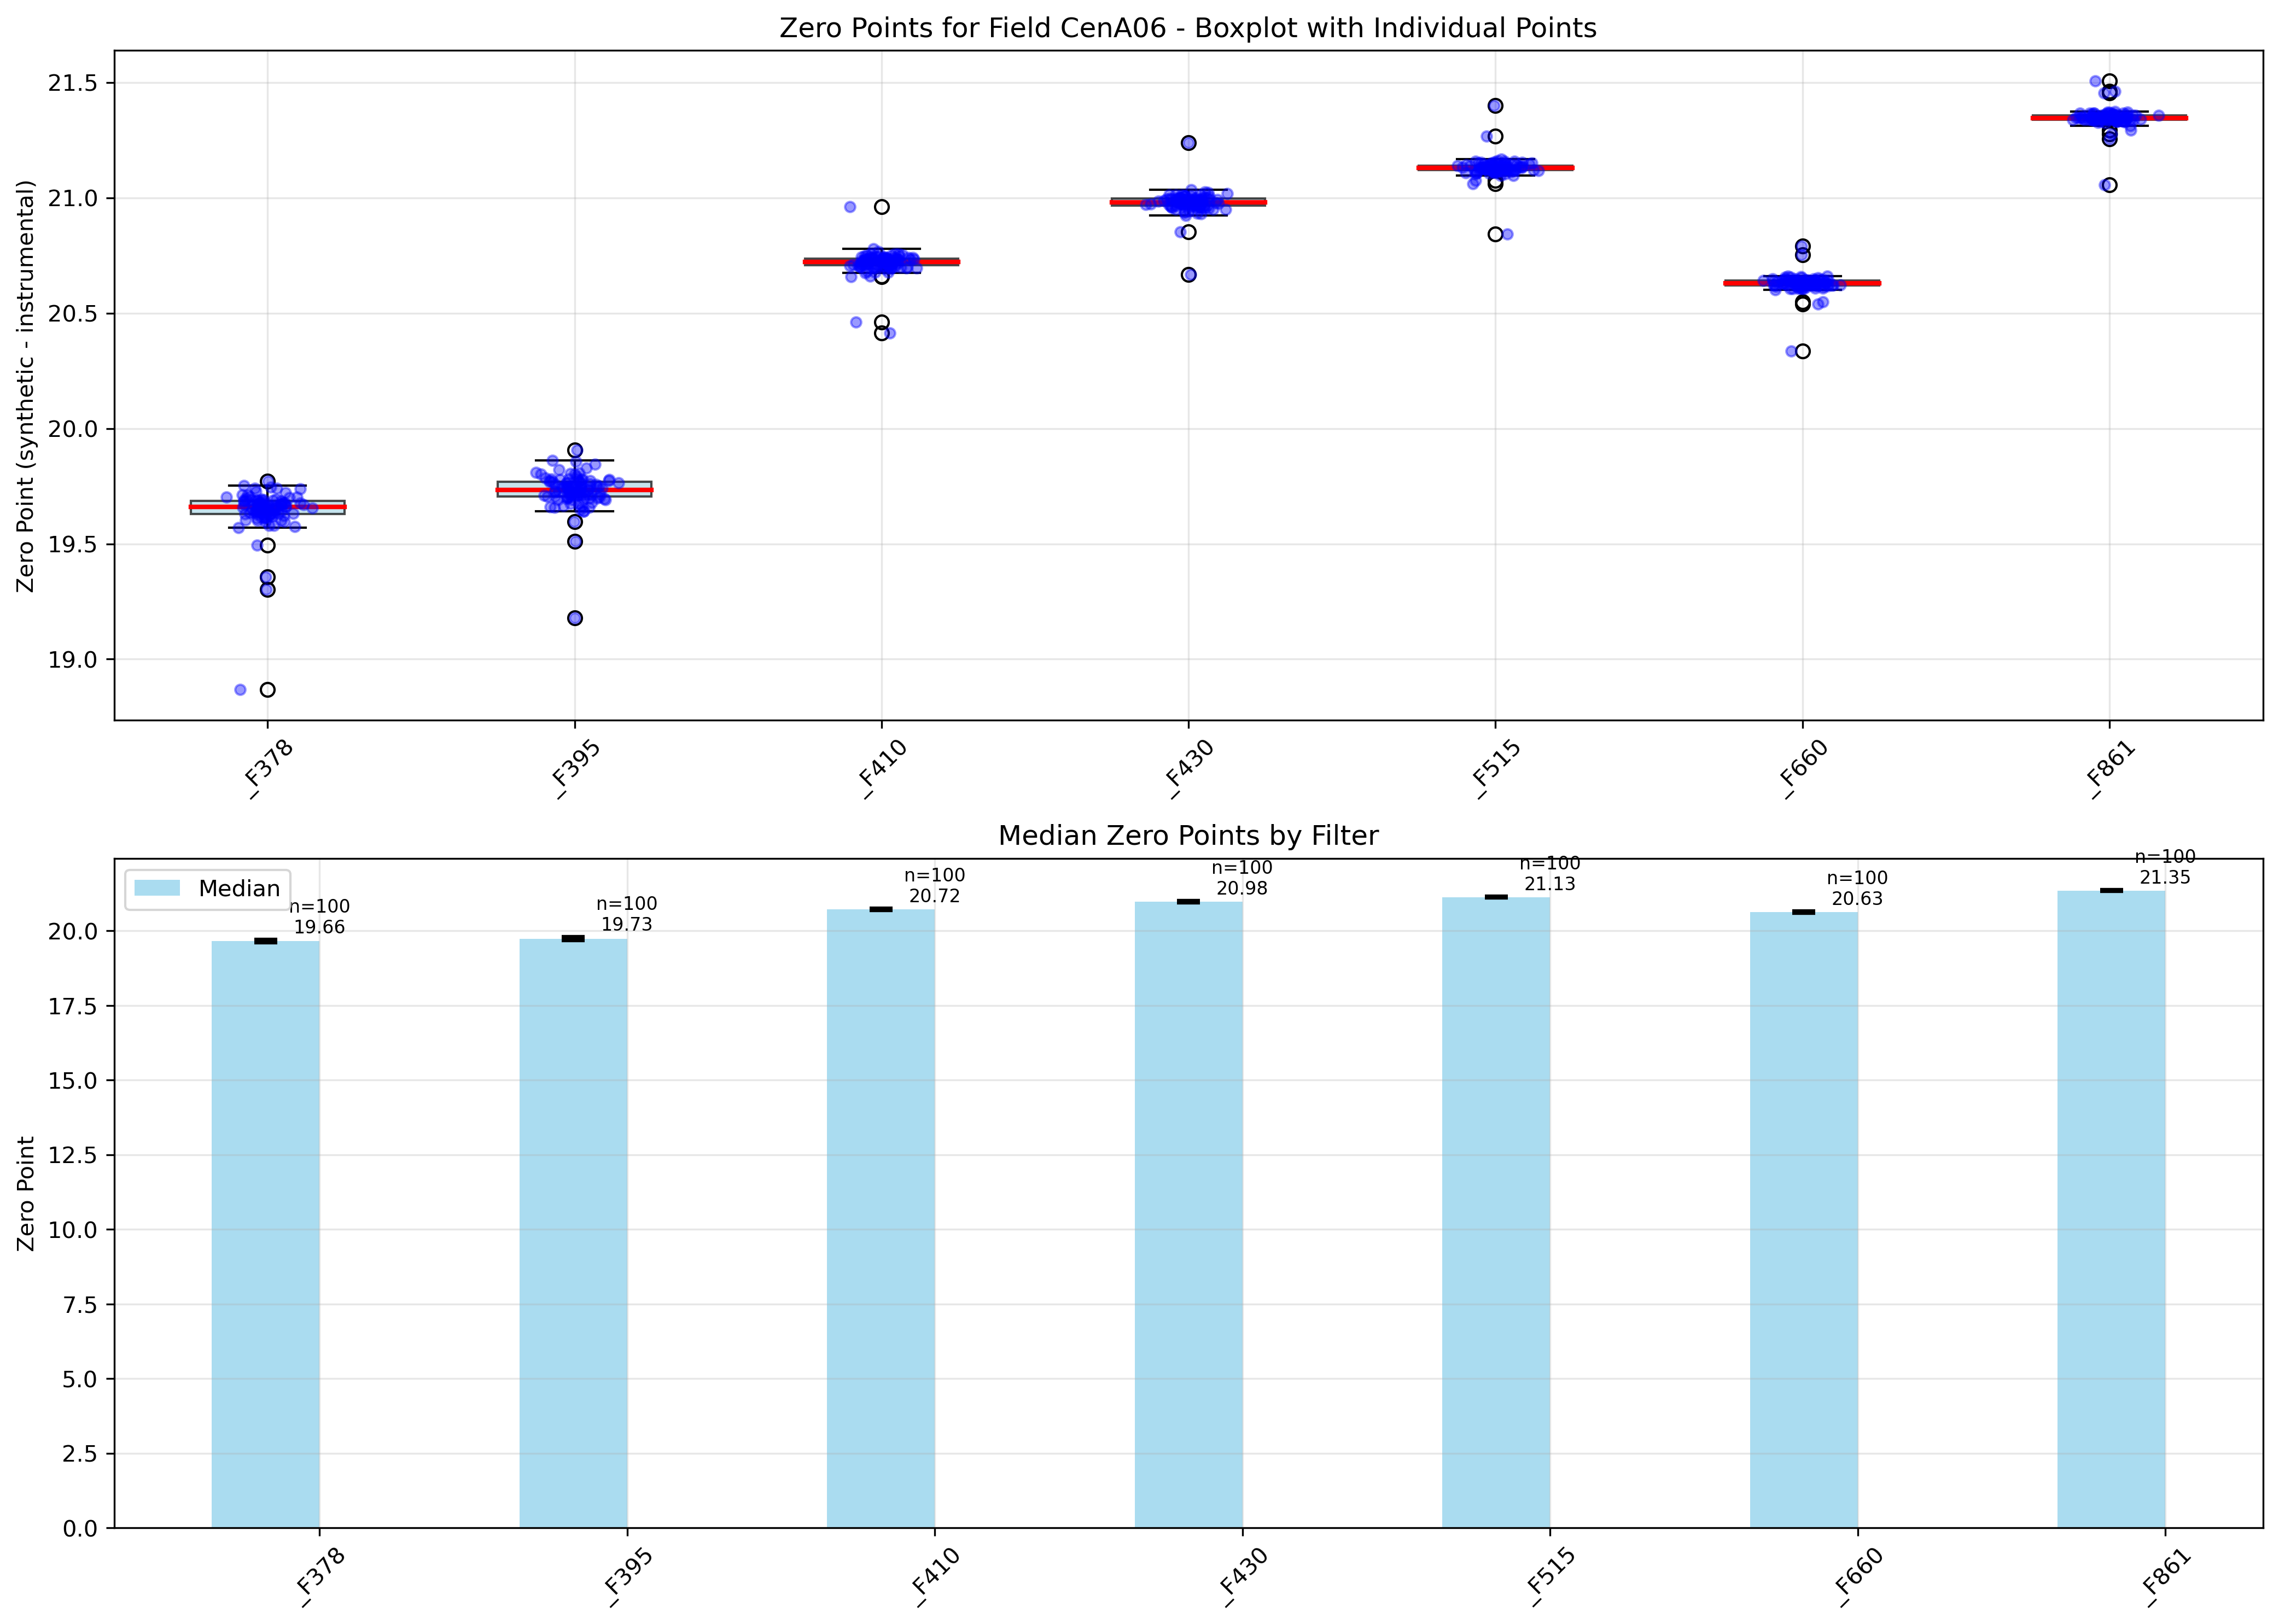 Zero Points for Field CenA06 - Boxplot with Individual Points
Zero Point (synthetic - instrumental)
21.5
21.0
20.5
20.0
19.5
19.0
_F378
_F395
_F410
_F430
_F515
_F660
_F861
Median Zero Points by Filter
Zero Point
Median
n=100
19.66
n=100
19.73
n=100
20.72
n=100
20.98
n=100
21.13
n=100
20.63
n=100
21.35
20.0
17.5
15.0
12.5
10.0
7.5
5.0
2.5
0.0
_F378
_F395
_F410
_F430
_F515
_F660
_F861